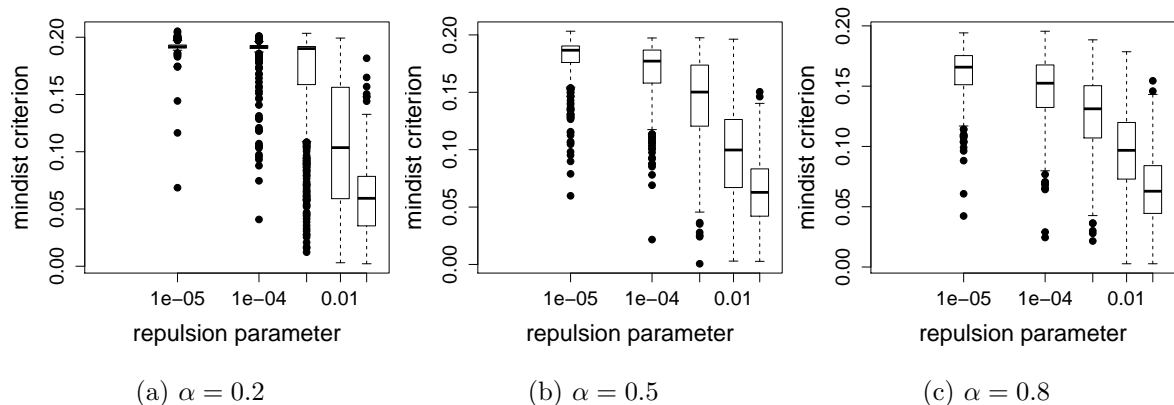 0.00 0.05 0.10 0.15 0.20
mindist criterion
1e−05 1e−04 0.01
repulsion parameter
(a) α = 0.2
0.00 0.05 0.10 0.15 0.20
mindist criterion
1e−05 1e−04 0.01
repulsion parameter
(b) α = 0.5
0.00 0.05 0.10 0.15 0.20
mindist criterion
1e−05 1e−04 0.01
repulsion parameter
(c) α = 0.8